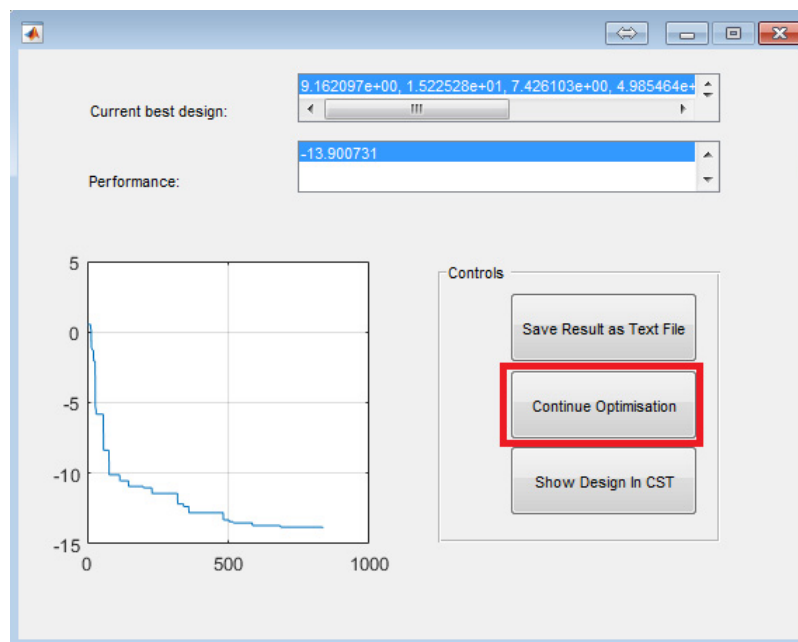 Current best design:
9.162097e+00, 1.522528e+01, 7.426103e+00, 4.985464e+
Performance:
-13.900731
5
0
-5
-10
-15
0
500
1000
Controls
Save Result as Text File
Continue Optimisation
Show Design In CST